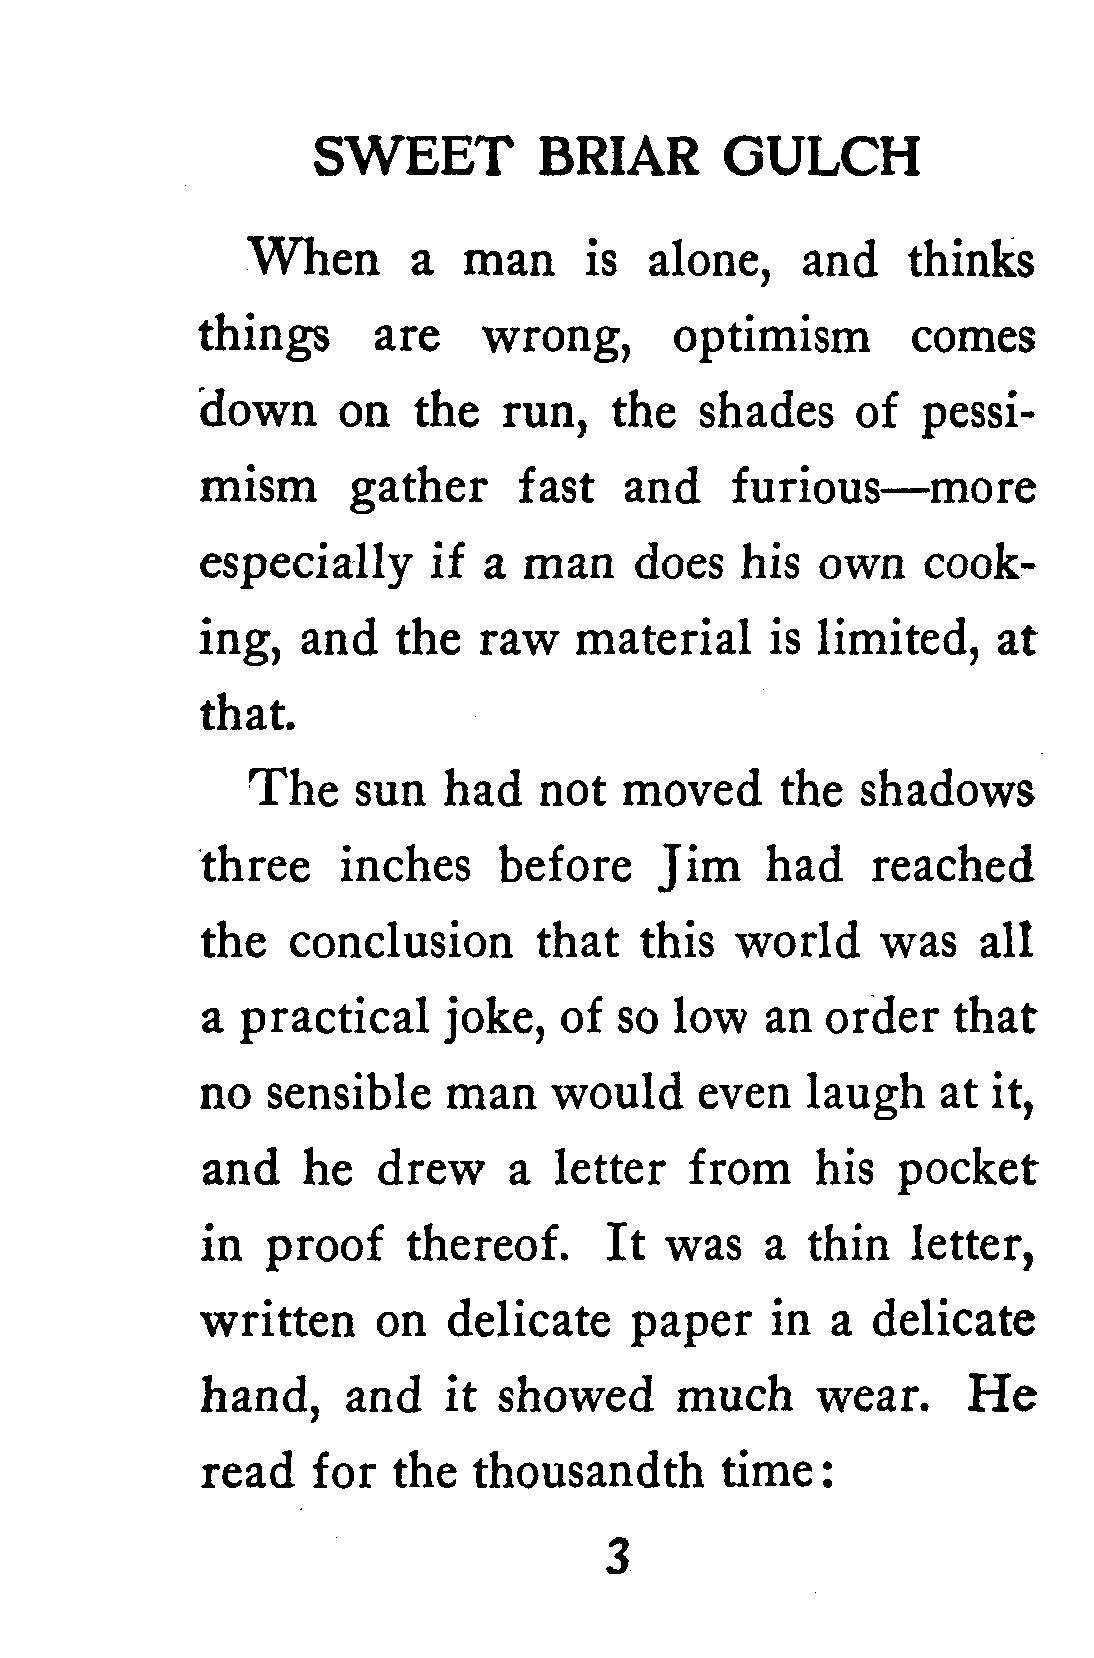 SWEET BRIAR GULCH
When a man is alone, and thinks
things are wrong, optimism comes
down on the run, the shades of pessi-
mism gather fast and furious—more
especially if a man does his own cook-
ing, and the raw material is limited, at
that.
The sun had not moved the shadows
three inches before Jim had reached
the conclusion that this world was all
a practical joke, of so low an order that
no sensible man would even laugh at it,
and he drew a letter from his pocket
in proof thereof. It was a thin letter,
written on delicate paper in a delicate
hand, and it showed much wear. He
read for the thousandth time:
3